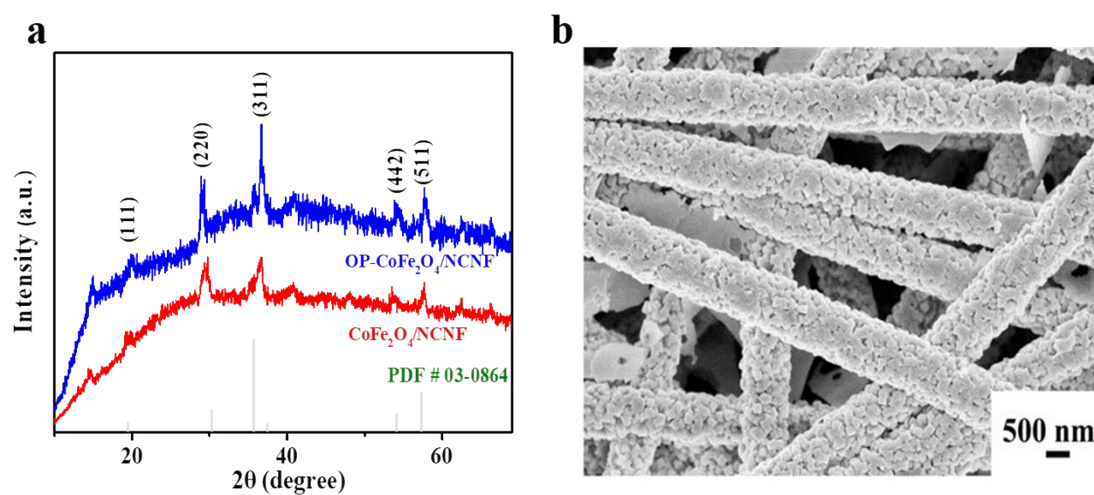 a
b
Intensity (a.u.)
(111)
(220)
(311)
(442)
(511)
OP-CoFe₂O₄/NCNF
CoFe₂O₄/NCNF
PDF # 03-0864
20
40
60
2θ (degree)
500 nm